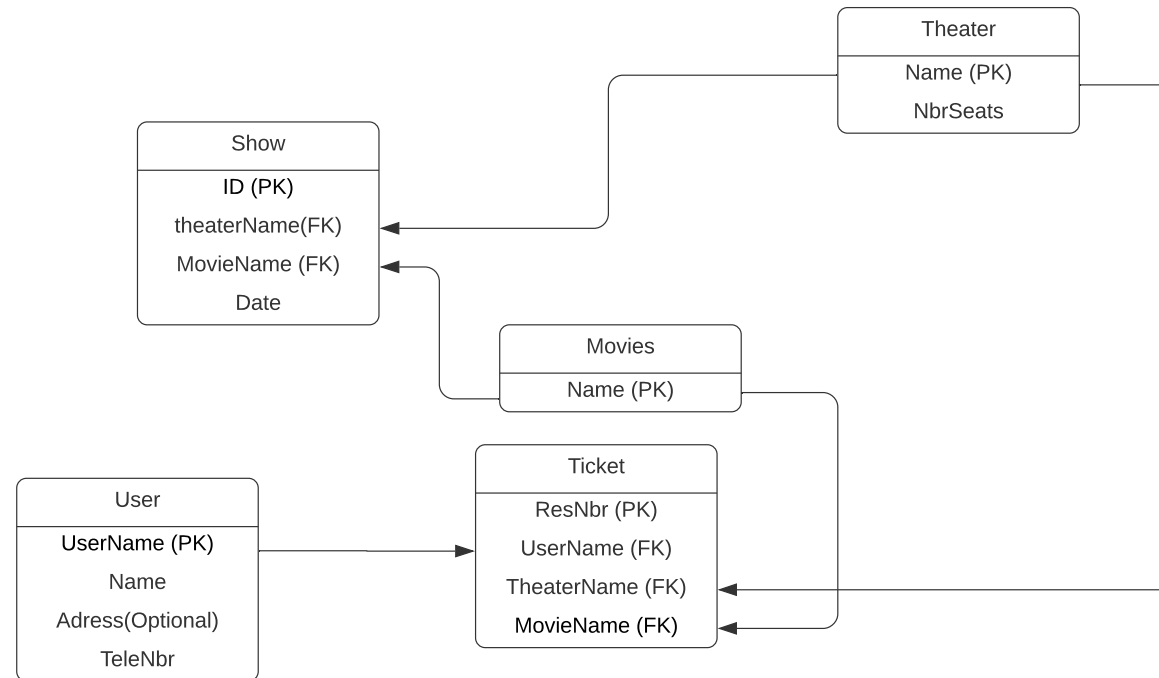 Theater
Name (PK)
NbrSeats
Show
ID (PK)
theaterName(FK)
MovieName (FK)
Date
Movies
Name (PK)
Ticket
ResNbr (PK)
UserName (FK)
TheaterName (FK)
MovieName (FK)
User
UserName (PK)
Name
Adress(Optional)
TeleNbr